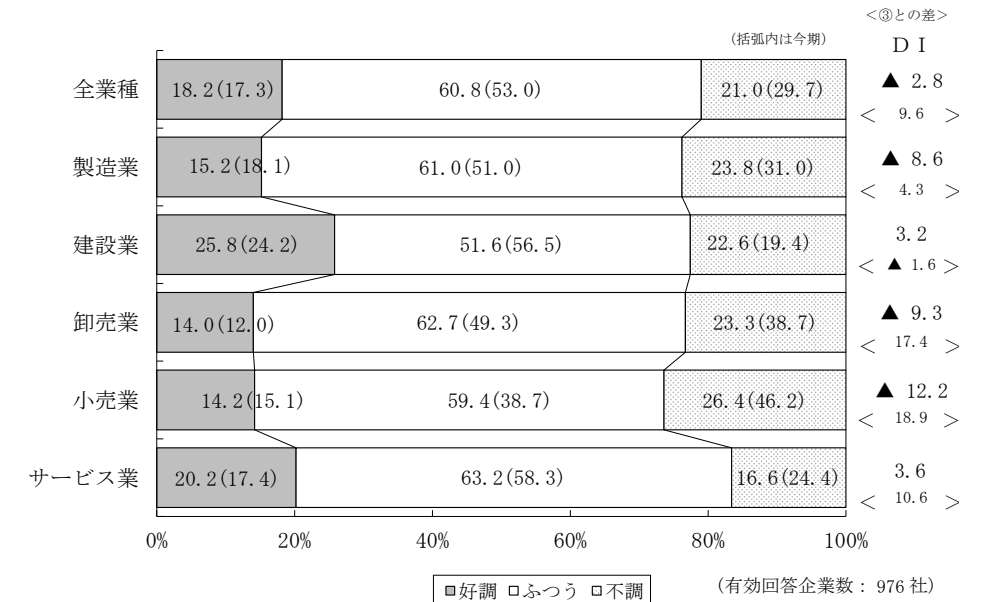 <③との差>
(括弧内は今期)
ＤＩ
全業種 18.2(17.3) 60.8(53.0) 21.0(29.7) ▲ 2.8
< 9.6 >
製造業 15.2(18.1) 61.0(51.0) 23.8(31.0) ▲ 8.6
< 4.3 >
建設業 25.8(24.2) 51.6(56.5) 22.6(19.4) 3.2
< ▲ 1.6 >
卸売業 14.0(12.0) 62.7(49.3) 23.3(38.7) ▲ 9.3
< 17.4 >
小売業 14.2(15.1) 59.4(38.7) 26.4(46.2) ▲ 12.2
< 18.9 >
サービス業 20.2(17.4) 63.2(58.3) 16.6(24.4) 3.6
< 10.6 >
0% 20% 40% 60% 80% 100%
好調 ふつう 不調
(有効回答企業数：976 社)